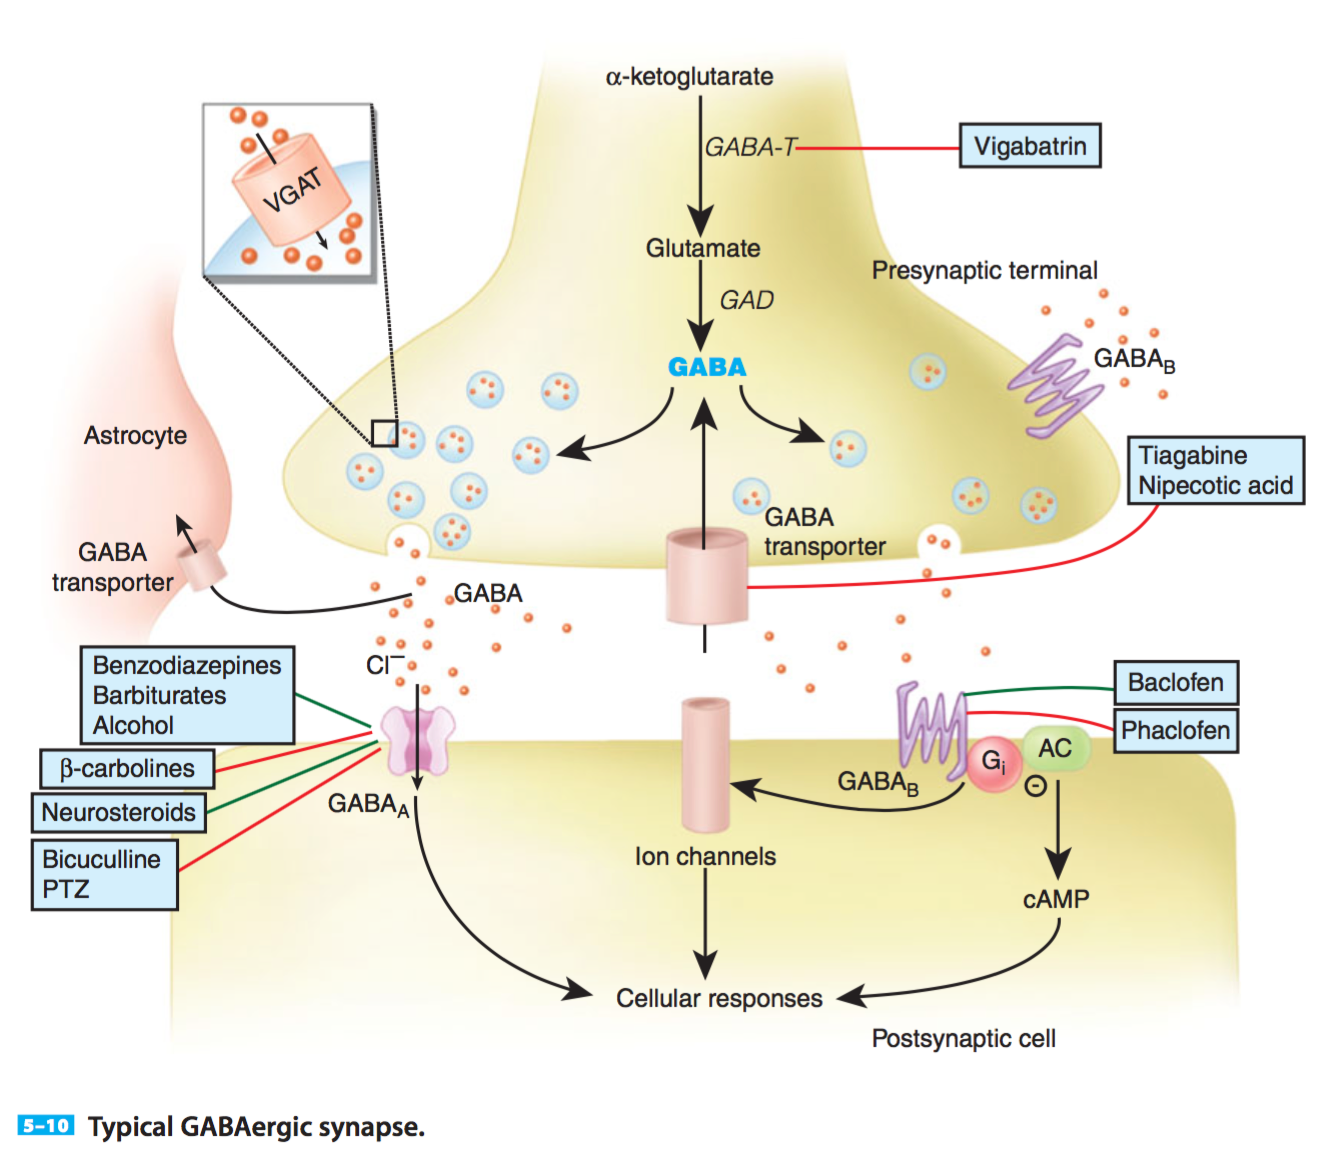 α-ketoglutarate
GABA-T
Vigabatrin
VGAT
Glutamate
Presynaptic terminal
GAD
GABA
GABAB
Astrocyte
Tiagabine
Nipecotic acid
GABA
transporter
GABA
transporter
GABA
Benzodiazepines
Barbiturates
Alcohol
Cl−
Baclofen
Phaclofen
β-carbolines
Neurosteroids
Bicuculline
PTZ
GABAA
GABAB
Gi
AC
-
Ion channels
cAMP
Cellular responses
Postsynaptic cell
5–10 Typical GABAergic synapse.